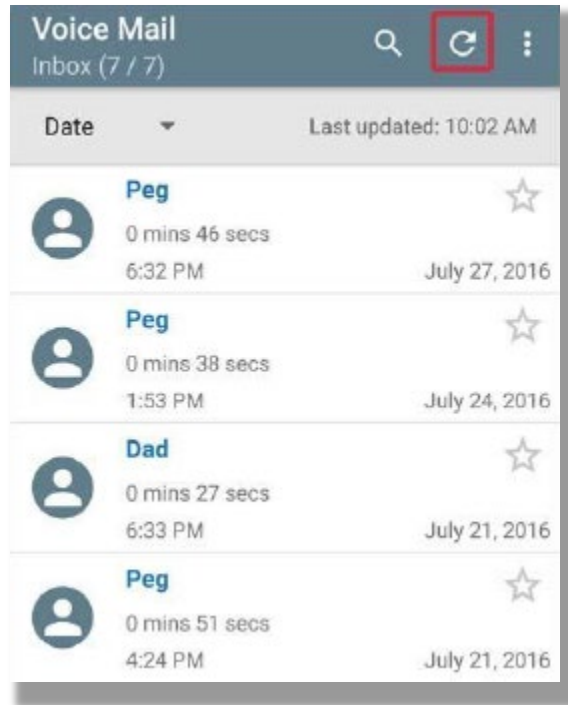 Voice Mail
Inbox (7 / 7)
Date Last updated: 10:02 AM
Peg
0 mins 46 secs
6:32 PM July 27, 2016
Peg
0 mins 38 secs
1:53 PM July 24, 2016
Dad
0 mins 27 secs
6:33 PM July 21, 2016
Peg
0 mins 51 secs
4:24 PM July 21, 2016